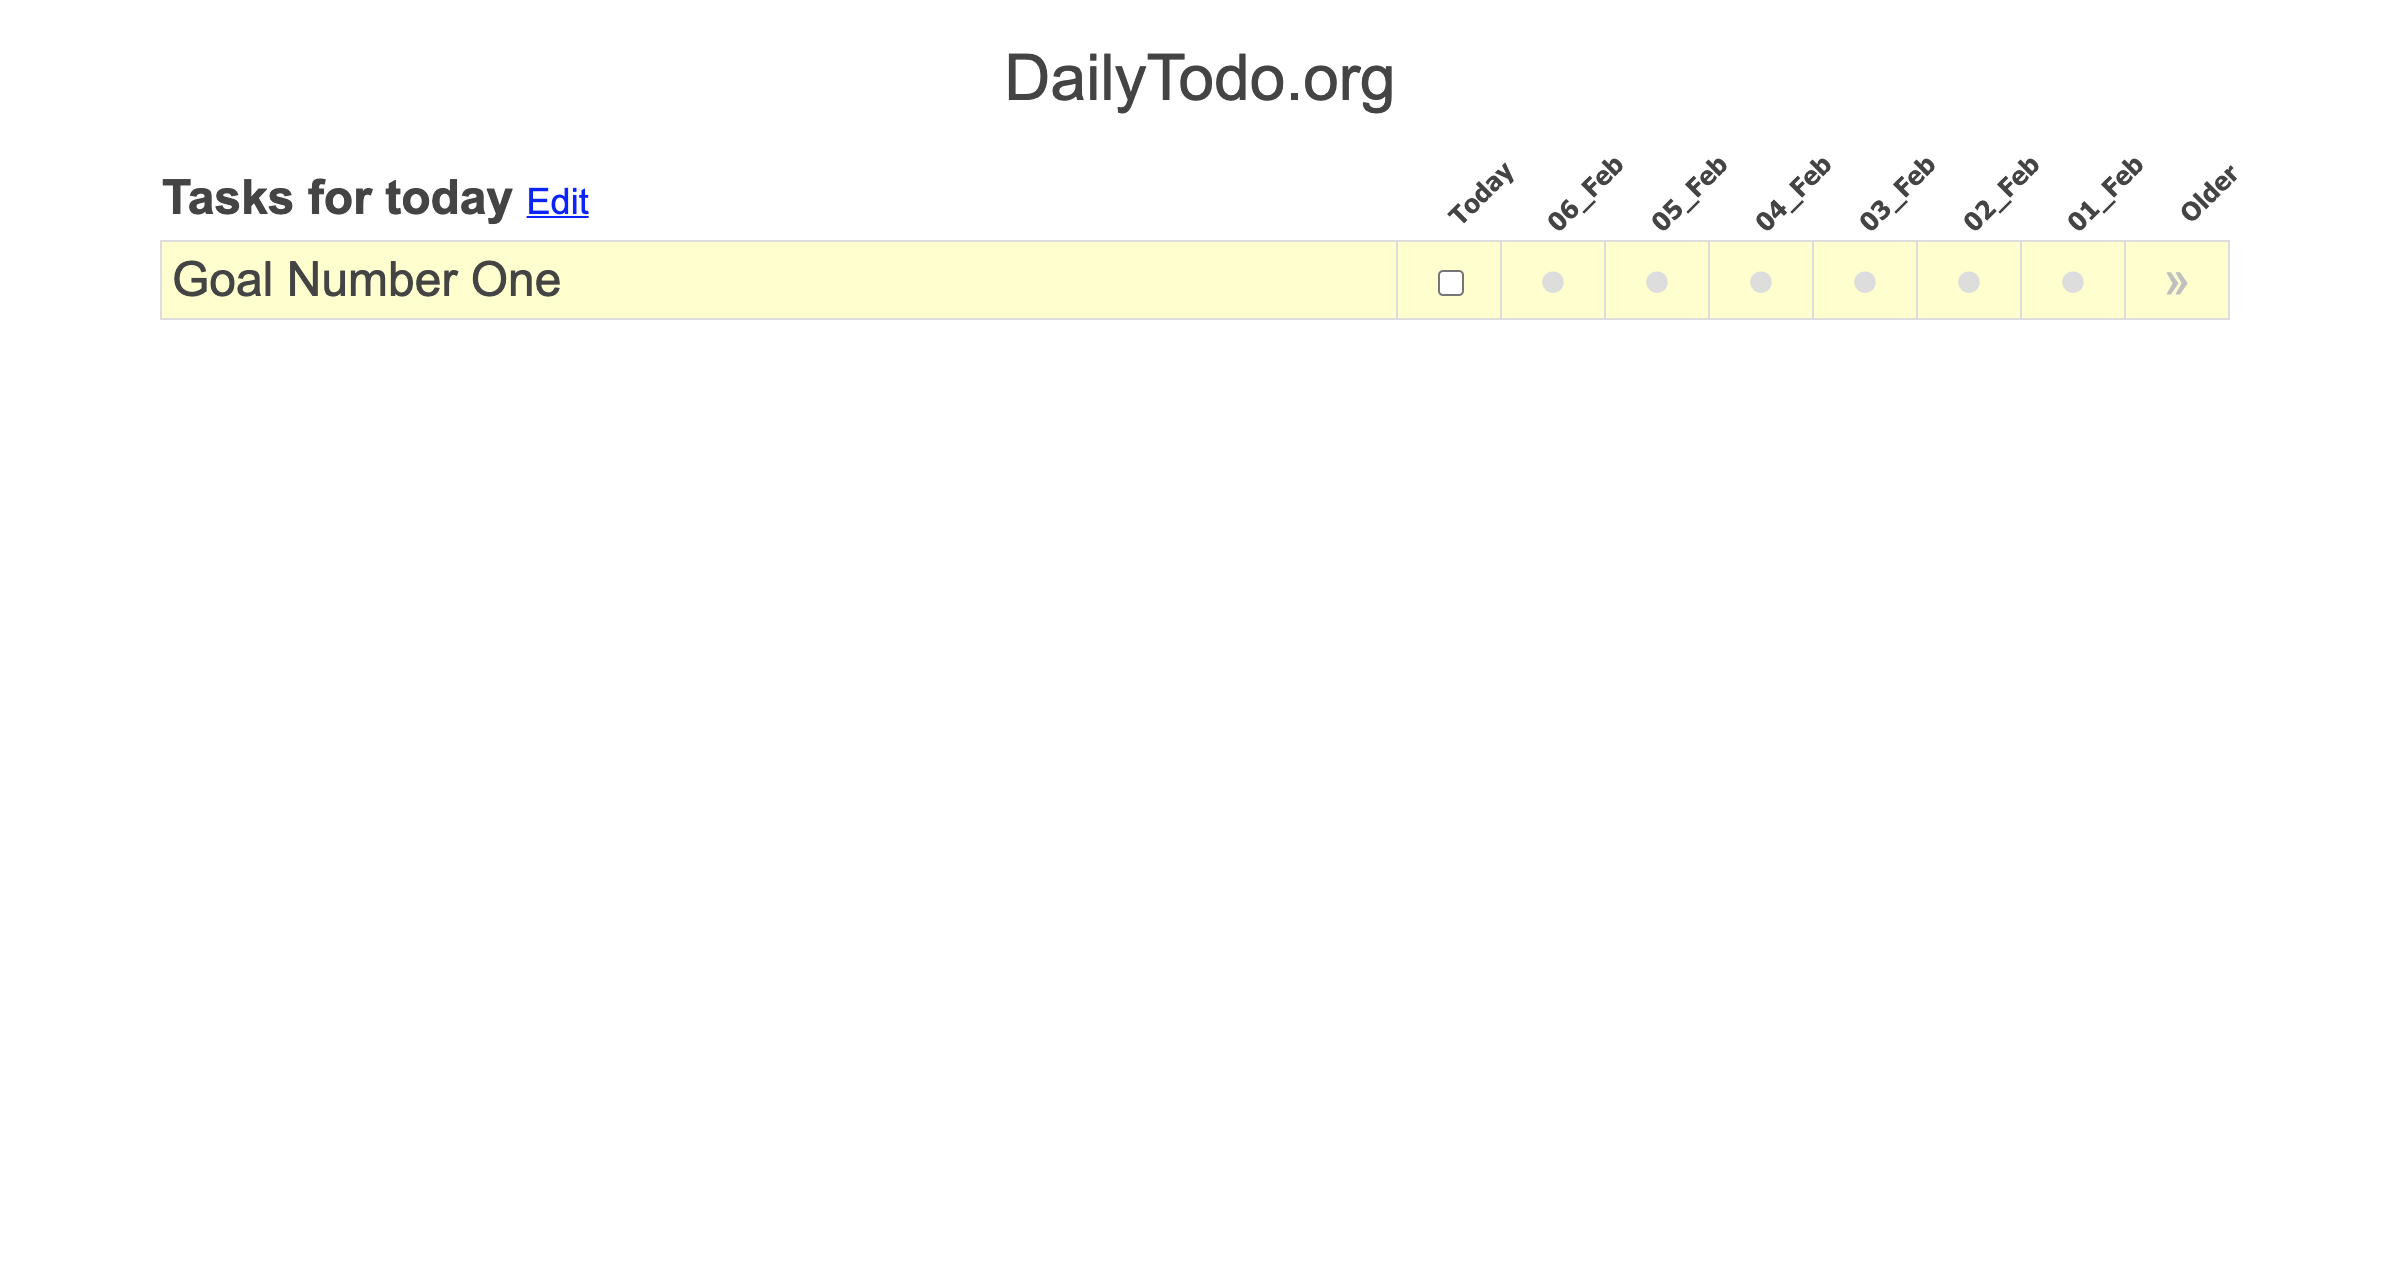 DailyTodo.org
Tasks for today Edit
Today 06_Feb 05_Feb 04_Feb 03_Feb 02_Feb 01_Feb Older
Goal Number One »